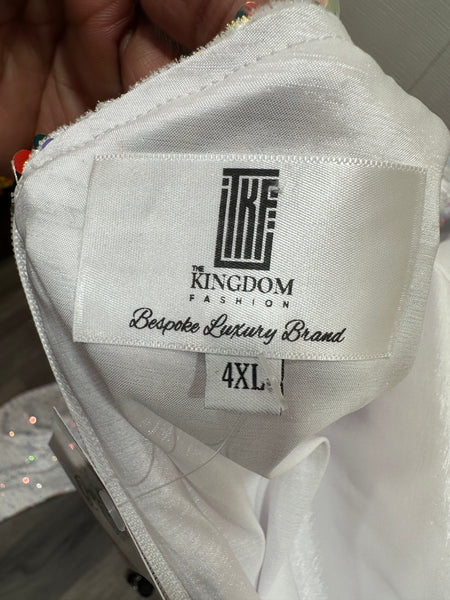 TKF
THE
KINGDOM
FASHION
Bespoke Luxury Brand
4XL